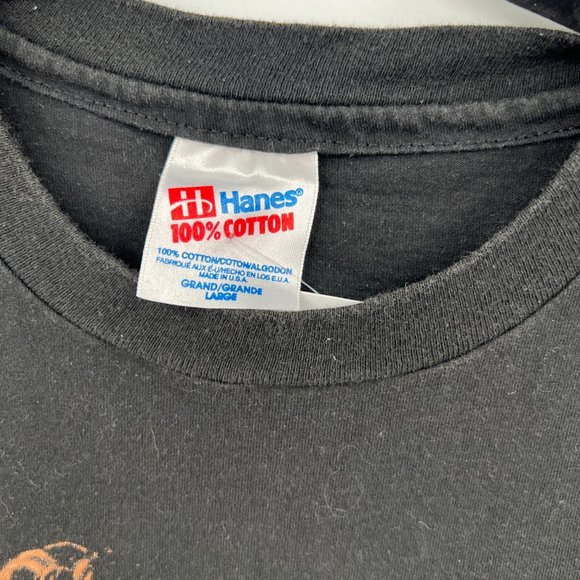 Hanes®
100% COTTON
100% COTTON/COTON/ALGODON
FABRIQUÉ AUX É-U/HECHO EN LOS E.U.A.
MADE IN U.S.A.
GRAND/GRANDE
LARGE